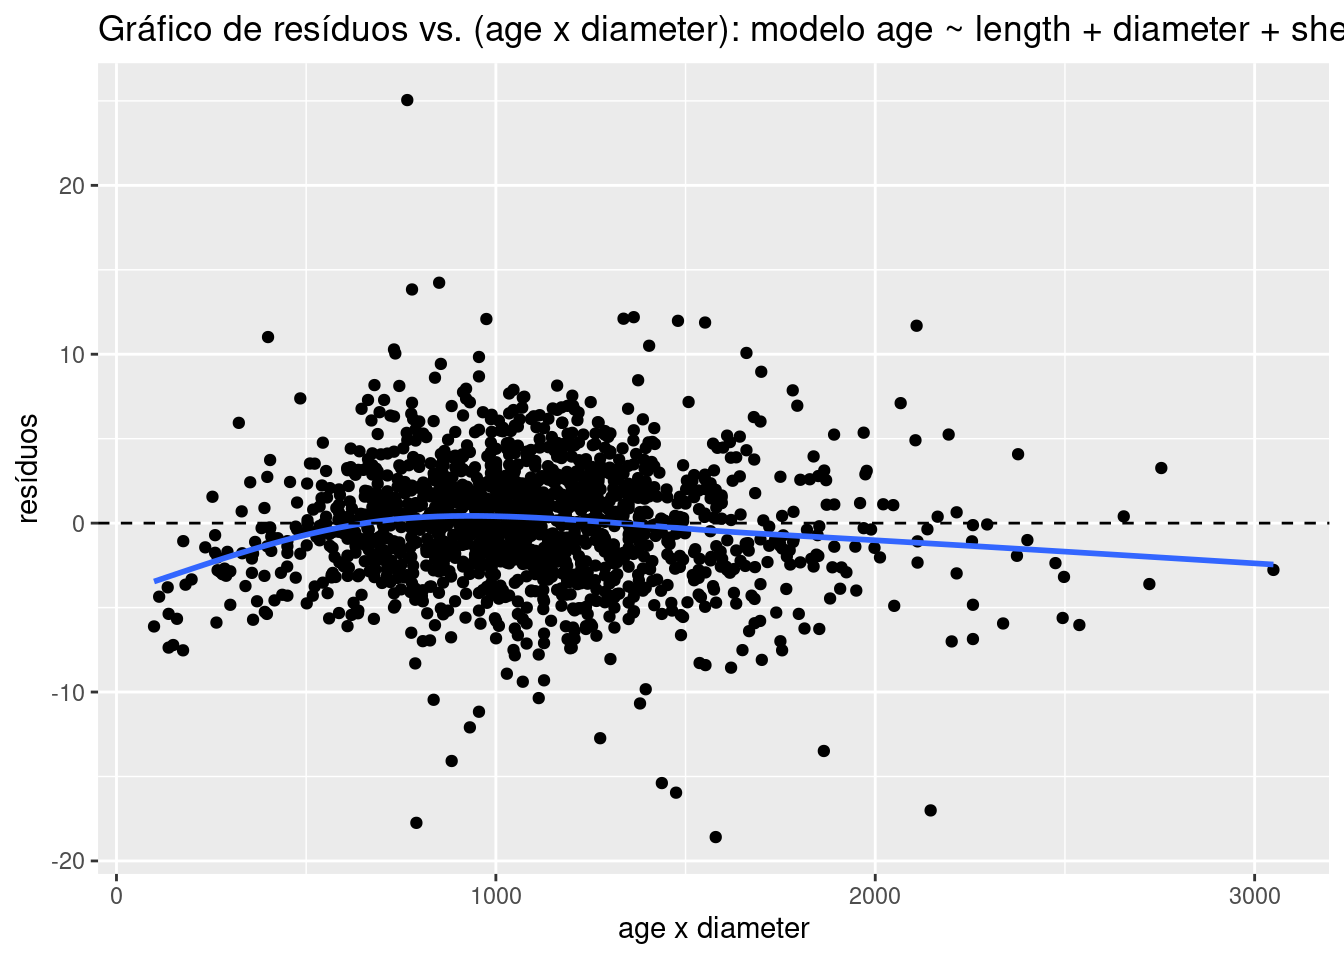 Gráfico de resíduos vs. (age x diameter): modelo age ~ length + diameter + she
20
10
0
-10
-20
resíduos
0 1000 2000 3000
age x diameter